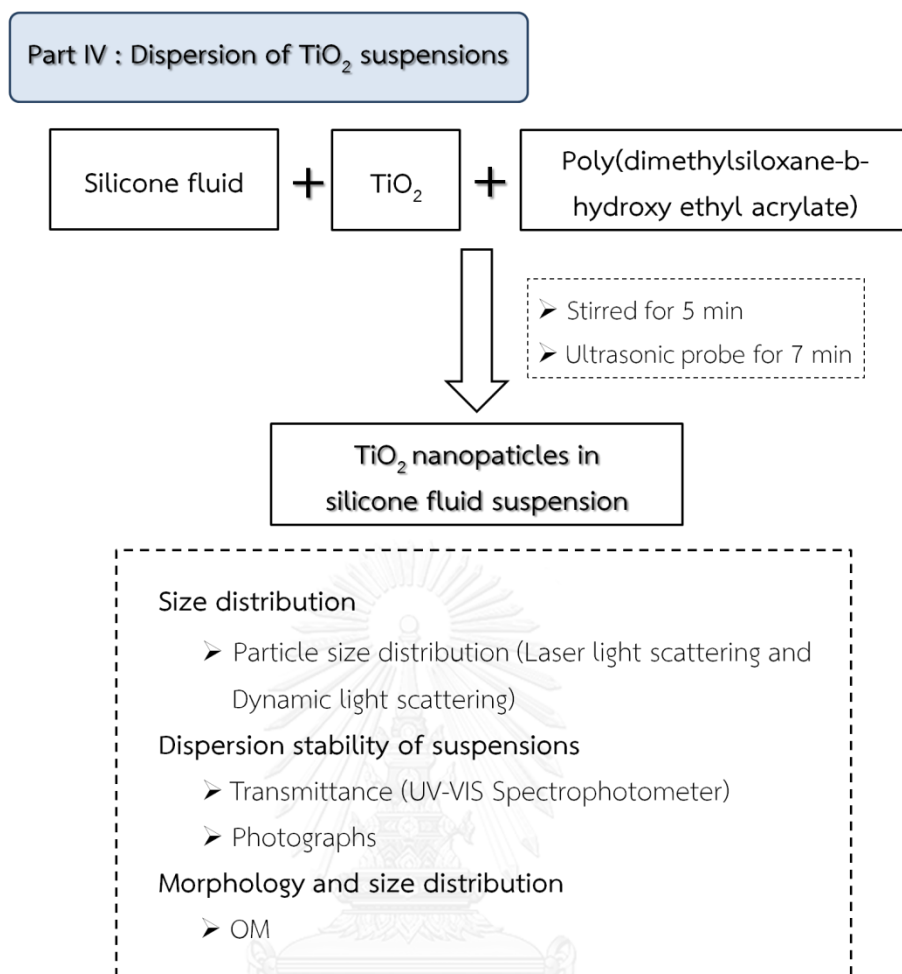 Part IV : Dispersion of TiO₂ suspensions
Silicone fluid + TiO₂ + Poly(dimethylsiloxane-b-
hydroxy ethyl acrylate)
➢ Stirred for 5 min
➢ Ultrasonic probe for 7 min
TiO₂ nanopaticles in
silicone fluid suspension
Size distribution
➢ Particle size distribution (Laser light scattering and
Dynamic light scattering)
Dispersion stability of suspensions
➢ Transmittance (UV-VIS Spectrophotometer)
➢ Photographs
Morphology and size distribution
➢ OM